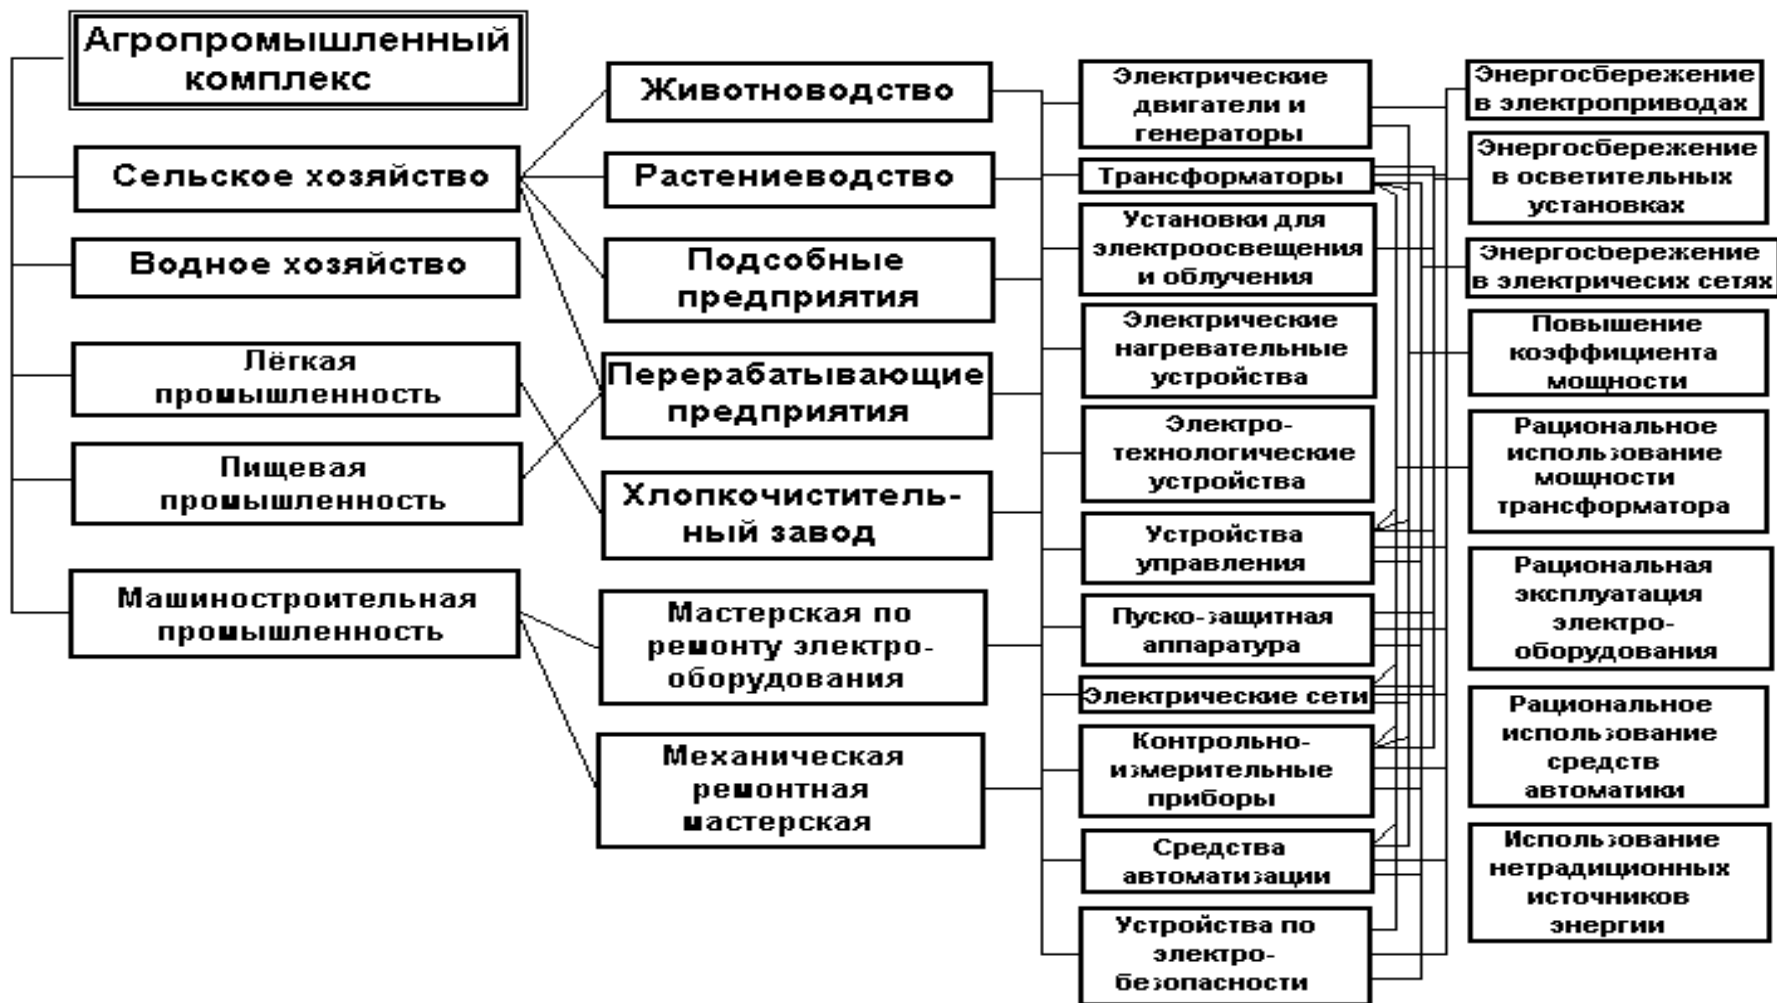 Агропромышленный
комплекс
Сельское хозяйство
Водное хозяйство
Лёгкая
промышленность
Пищевая
промышленность
Машиностроительная
промышленность
Животноводство
Растениеводство
Подсобные
предприятия
Перерабатывающие
предприятия
Хлопкочиститель-
ный завод
Мастерская по
ремонту электро-
оборудования
Механическая
ремонтная
мастерская
Электрические
двигатели и
генераторы
Трансформаторы
Установки для
электроосвещения
и облучения
Электрические
нагревательные
устройства
Электро-
технологические
устройства
Устройства
управления
Пуско-защитная
аппаратура
Электрические сети
Контрольно-
измерительные
приборы
Средства
автоматизации
Устройства по
электро-
безопасности
Энергосбережение
в электроприводах
Энергосбережение
в осветительных
установках
Энергосбережение
в электричесих сетях
Повышение
коэффициента
мощности
Рациональное
использование
мощности
трансформатора
Рациональная
эксплуатация
электро-
оборудования
Рациональное
использование
средств
автоматики
Использование
нетрадиционных
источников
энергии